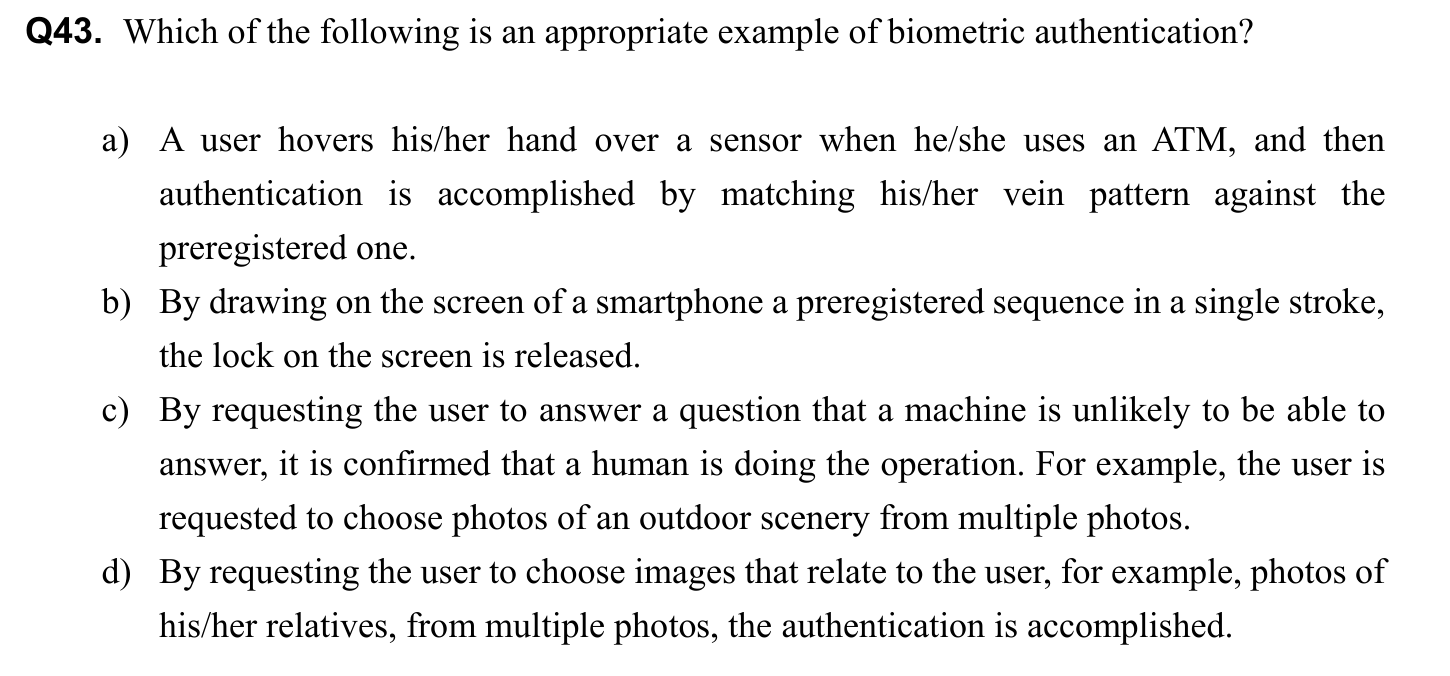 Q43. Which of the following is an appropriate example of biometric authentication?
a) A user hovers his/her hand over a sensor when he/she uses an ATM, and then
authentication is accomplished by matching his/her vein pattern against the
preregistered one.
b) By drawing on the screen of a smartphone a preregistered sequence in a single stroke,
the lock on the screen is released.
c) By requesting the user to answer a question that a machine is unlikely to be able to
answer, it is confirmed that a human is doing the operation. For example, the user is
requested to choose photos of an outdoor scenery from multiple photos.
d) By requesting the user to choose images that relate to the user, for example, photos of
his/her relatives, from multiple photos, the authentication is accomplished.